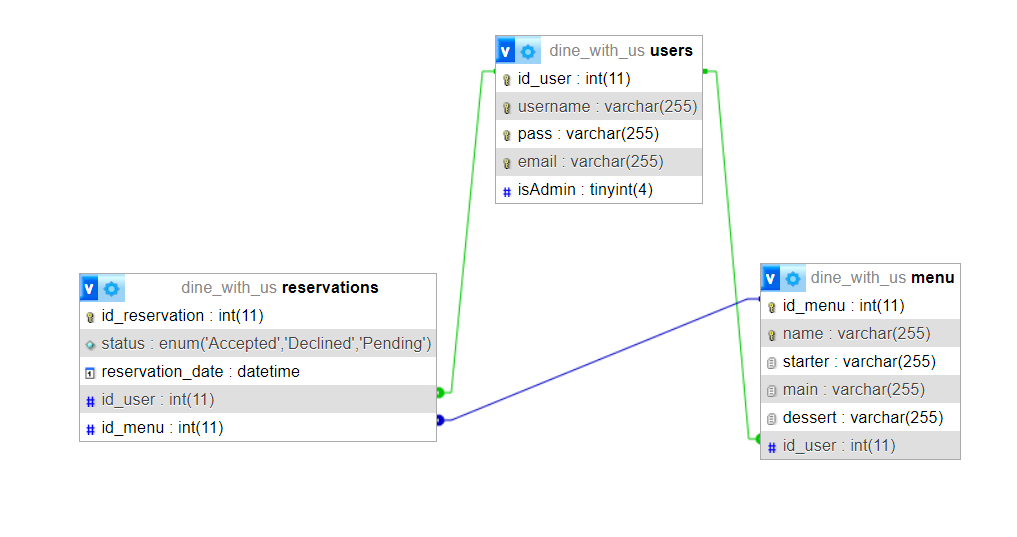 v dine_with_us users
id_user : int(11)
username : varchar(255)
pass : varchar(255)
email : varchar(255)
# isAdmin : tinyint(4)
v dine_with_us reservations
id_reservation : int(11)
status : enum('Accepted','Declined','Pending')
reservation_date : datetime
# id_user : int(11)
# id_menu : int(11)
v dine_with_us menu
id_menu : int(11)
name : varchar(255)
starter : varchar(255)
main : varchar(255)
dessert : varchar(255)
# id_user : int(11)